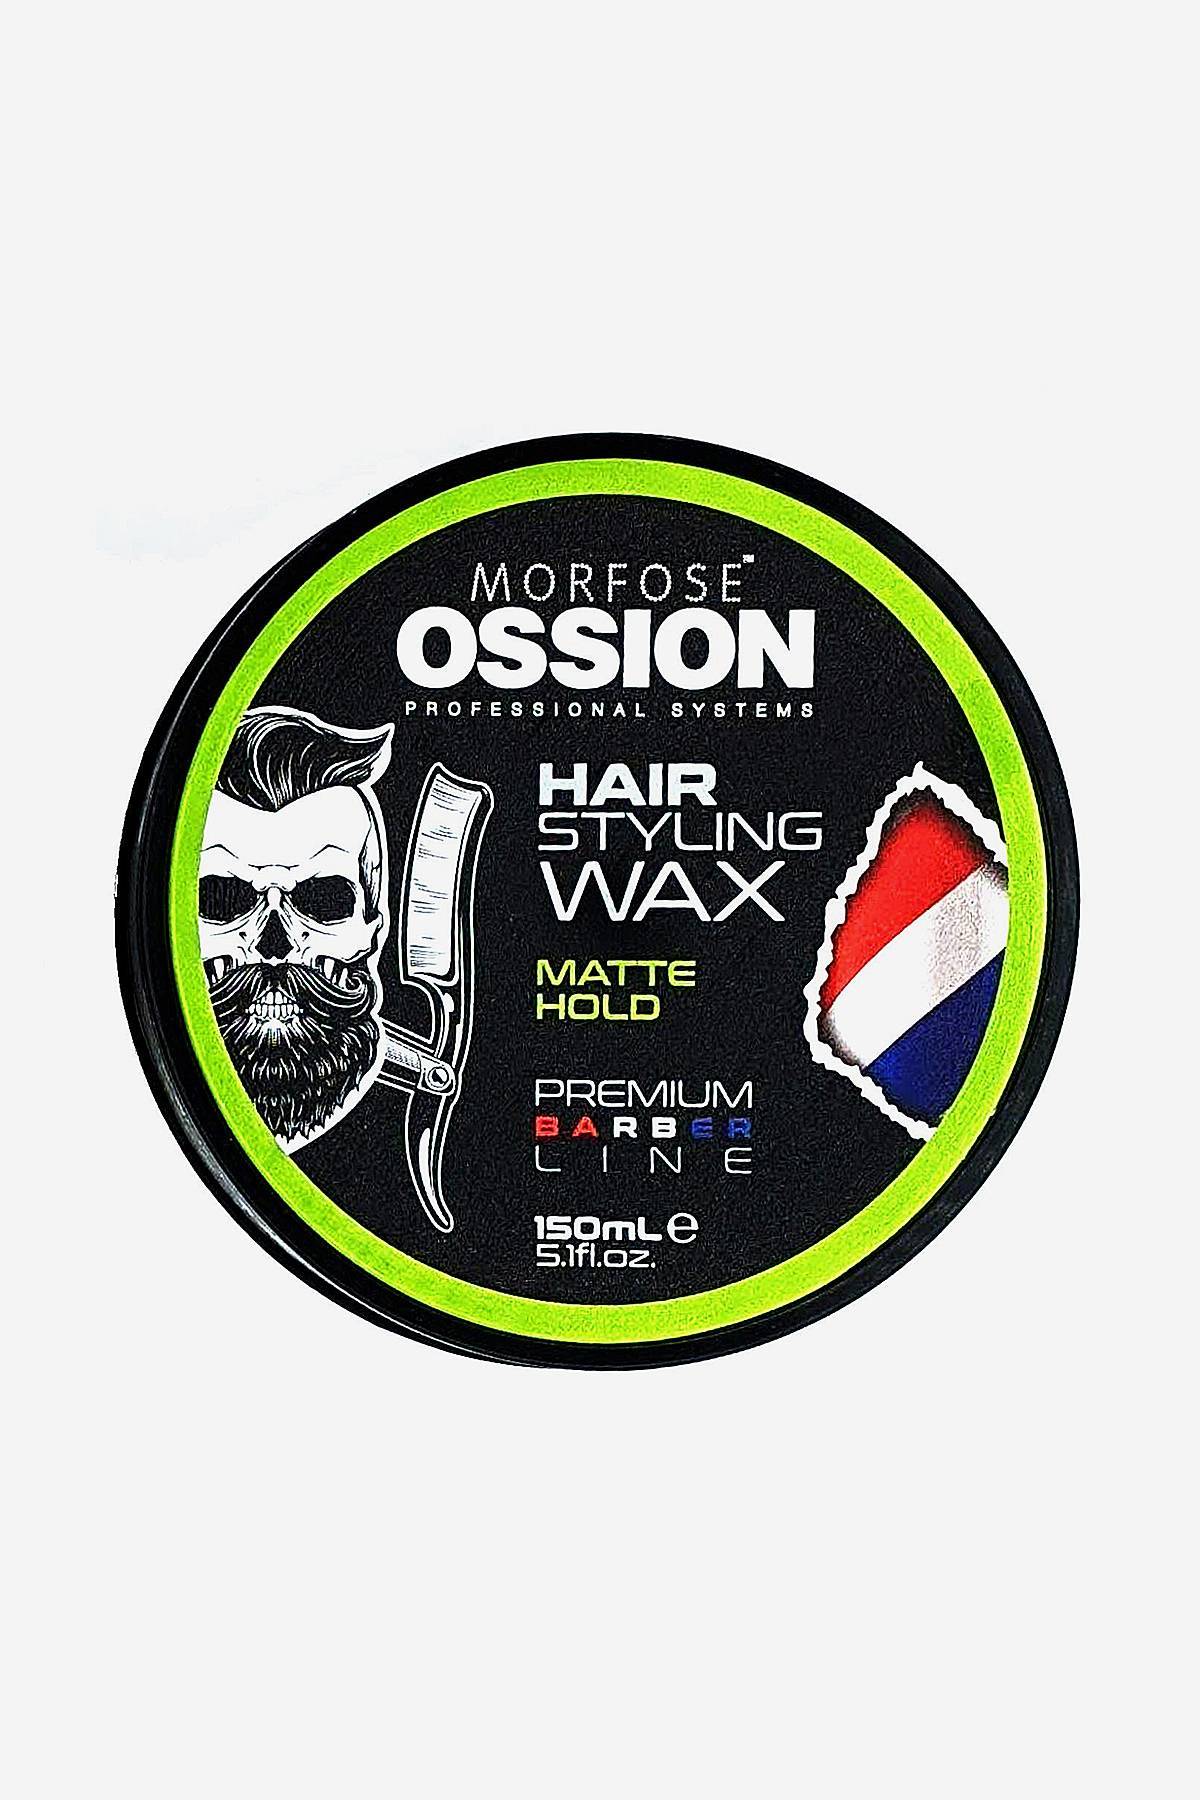 MORFOSE™
OSSION
PROFESSIONAL SYSTEMS
HAIR
STYLING
WAX
MATTE
HOLD
PREMIUM
BARBER
LINE
150mL e
5.1fl.oz.